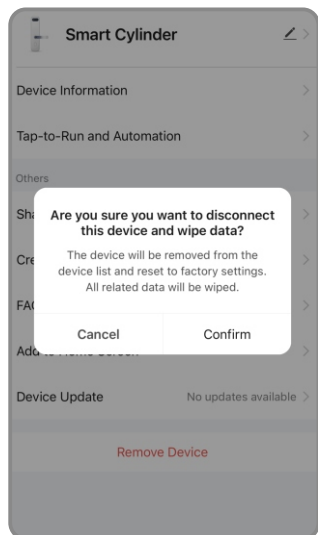 Smart Cylinder
Device Information
Tap-to-Run and Automation
Others
Are you sure you want to disconnect
this device and wipe data?
The device will be removed from the
device list and reset to factory settings.
All related data will be wiped.
Cancel
Confirm
Device Update
No updates available
Remove Device